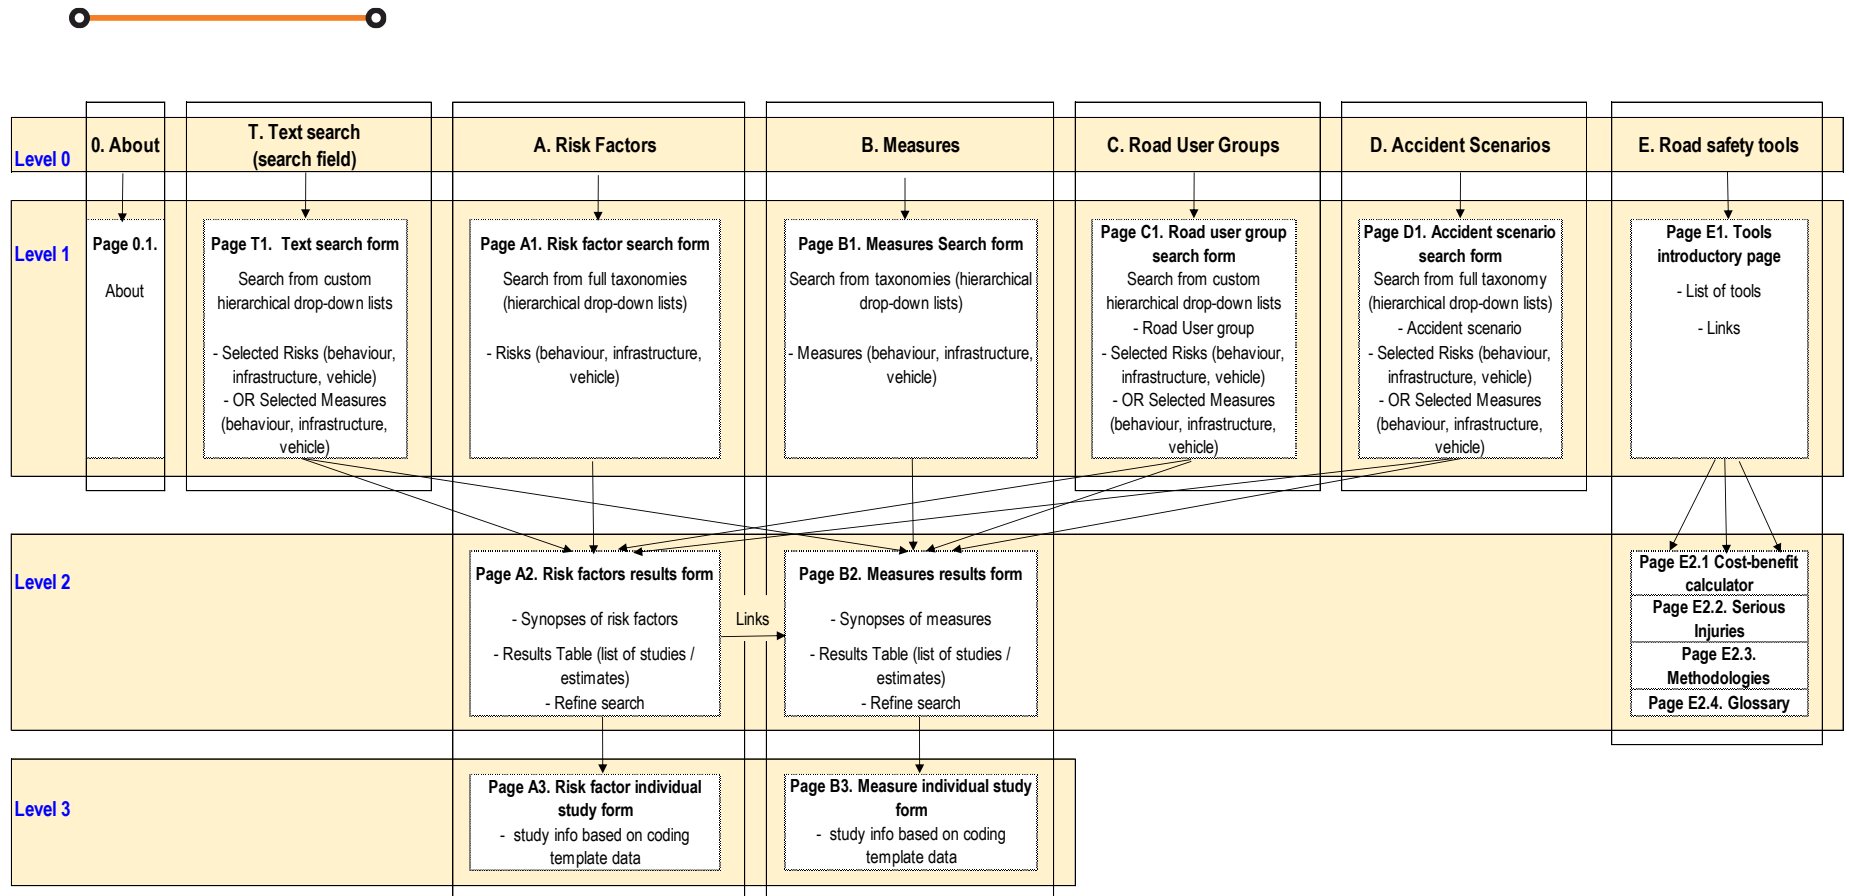 Level 0
0. About
T. Text search
(search field)
A. Risk Factors
B. Measures
C. Road User Groups
D. Accident Scenarios
E. Road safety tools
Level 1
Page 0.1.
About
Page T1.  Text search form
Search from custom
hierarchical drop-down lists
- Selected Risks (behaviour,
infrastructure, vehicle)
- OR Selected Measures
(behaviour, infrastructure,
vehicle)
Page A1. Risk factor search form
Search from full taxonomies
(hierarchical drop-down lists)
- Risks (behaviour, infrastructure,
vehicle)
Page B1. Measures Search form
Search from taxonomies (hierarchical
drop-down lists)
- Measures (behaviour, infrastructure,
vehicle)
Page C1. Road user group
search form
Search from custom
hierarchical drop-down lists
- Road User group
- Selected Risks (behaviour,
infrastructure, vehicle)
- OR Selected Measures
(behaviour, infrastructure,
vehicle)
Page D1. Accident scenario
search form
Search from full taxonomy
(hierarchical drop-down lists)
- Accident scenario
- Selected Risks (behaviour,
infrastructure, vehicle)
- OR Selected Measures
(behaviour, infrastructure,
vehicle)
Page E1. Tools
introductory page
- List of tools
- Links
Level 2
Page A2. Risk factors results form
- Synopses of risk factors
- Results Table (list of studies /
estimates)
- Refine search
Links
Page B2. Measures results form
- Synopses of measures
- Results Table (list of studies /
estimates)
- Refine search
Page E2.1 Cost-benefit
calculator
Page E2.2. Serious
Injuries
Page E2.3.
Methodologies
Page E2.4. Glossary
Level 3
Page A3. Risk factor individual
study form
-  study info based on coding
template data
Page B3. Measure individual study
form
-  study info based on coding
template data